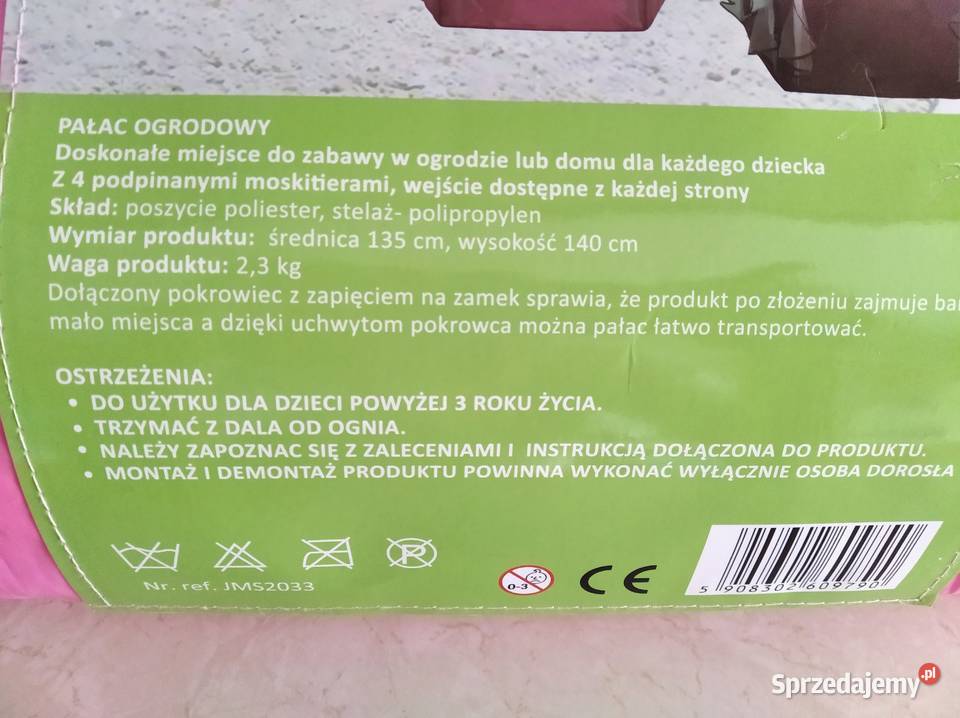 PAŁAC OGRODOWY
Doskonałe miejsce do zabawy w ogrodzie lub domu dla każdego dziecka
Z 4 podpinanymi moskitierami, wejście dostępne z każdej strony
Skład: poszycie poliester, stelaż- polipropylen
Wymiar produktu: średnica 135 cm, wysokość 140 cm
Waga produktu: 2,3 kg
Dołączony pokrowiec z zapięciem na zamek sprawia, że produkt po złożeniu zajmuje
mało miejsca a dzięki uchwytom pokrowca można pałac łatwo transportować.
OSTRZEŻENIA:
• DO UŻYTKU DLA DZIECI POWYŻEJ 3 ROKU ŻYCIA.
• TRZYMAĆ Z DALA OD OGNIA.
• NALEŻY ZAPOZNAC SIĘ Z ZALECENIAMI I INSTRUKCJĄ DOŁĄCZONA DO PRODUKTU.
• MONTAŻ I DEMONTAŻ PRODUKTU POWINNA WYKONAĆ WYŁĄCZNIE OSOBA DOROSŁA
P
Nr. ref. JMS2033
0-3
CE
5 908302 609790
Sprzedajemy.pl